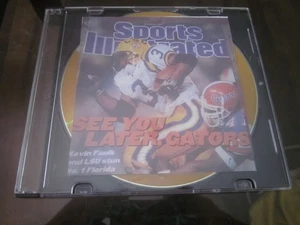 Sports
Illustrated
SEE YOU
LATER, GATORS
Kevin Faulk
and LSU stun
No. 1 Florida